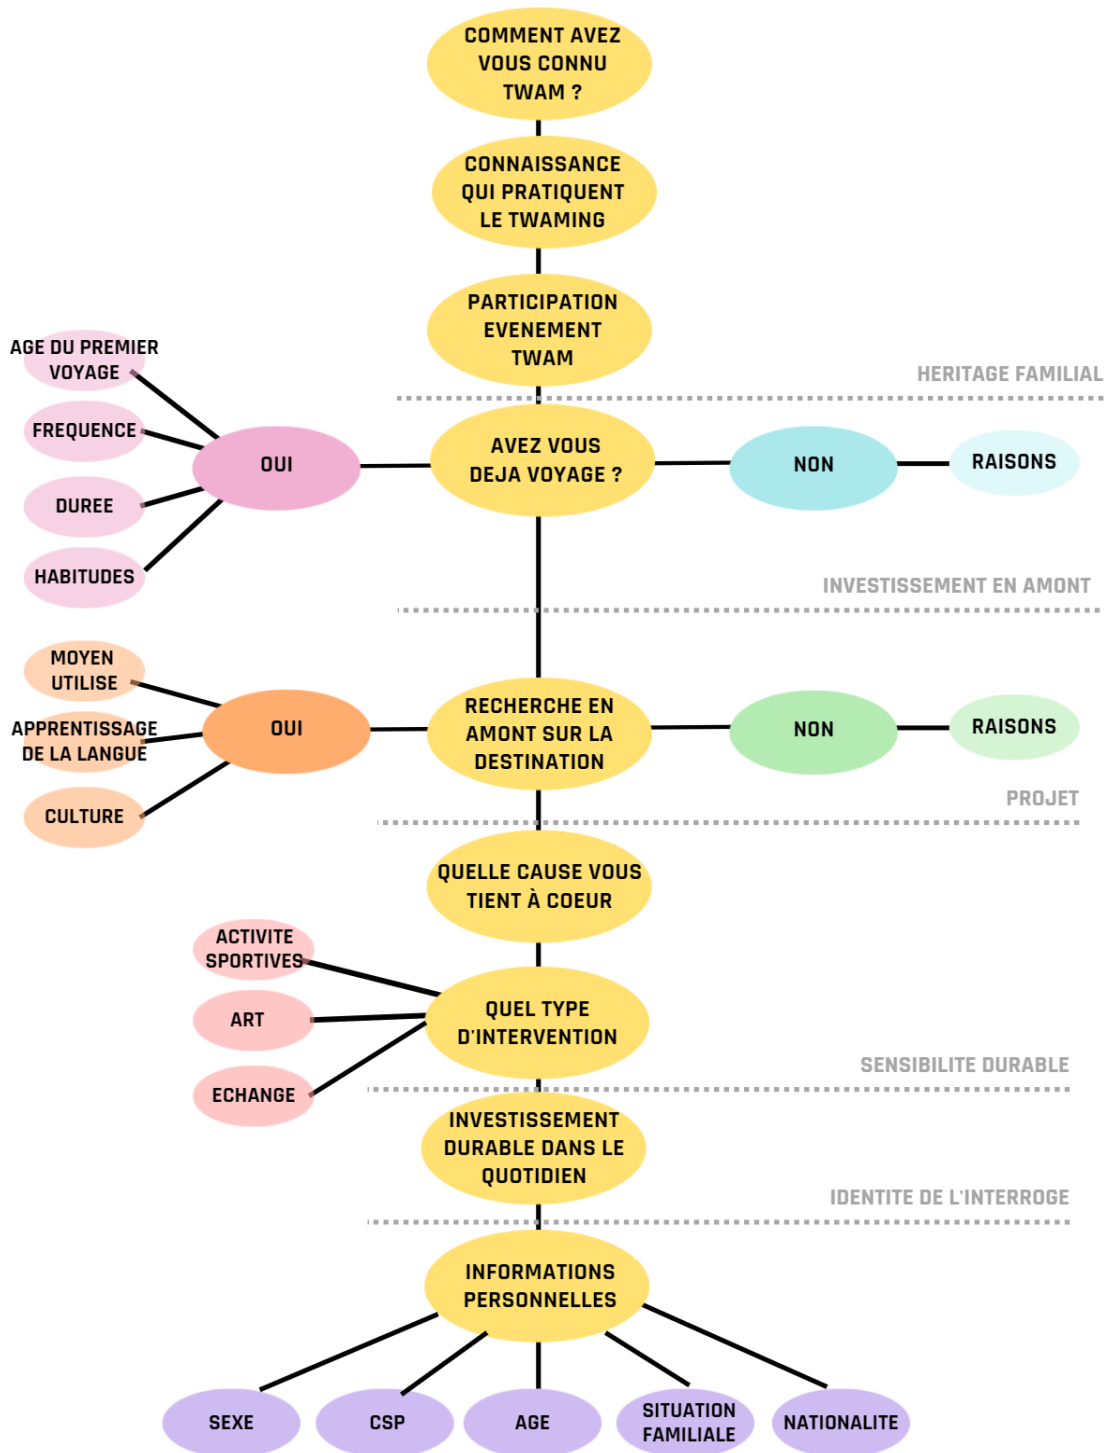 COMMENT AVEZ
VOUS CONNU
TWAM ?
CONNAISSANCE
QUI PRATIQUENT
LE TWAMING
PARTICIPATION
EVENEMENT
TWAM
HERITAGE FAMILIAL
AGE DU PREMIER
VOYAGE
FREQUENCE
DUREE
HABITUDES
OUI
AVEZ VOUS
DEJA VOYAGE ?
NON
RAISONS
INVESTISSEMENT EN AMONT
MOYEN
UTILISE
APPRENTISSAGE
DE LA LANGUE
CULTURE
OUI
RECHERCHE EN
AMONT SUR LA
DESTINATION
NON
RAISONS
PROJET
QUELLE CAUSE VOUS
TIENT À COEUR
ACTIVITE
SPORTIVES
ART
ECHANGE
QUEL TYPE
D'INTERVENTION
SENSIBILITE DURABLE
INVESTISSEMENT
DURABLE DANS LE
QUOTIDIEN
IDENTITE DE L'INTERROGE
INFORMATIONS
PERSONNELLES
SEXE
CSP
AGE
SITUATION
FAMILIALE
NATIONALITE